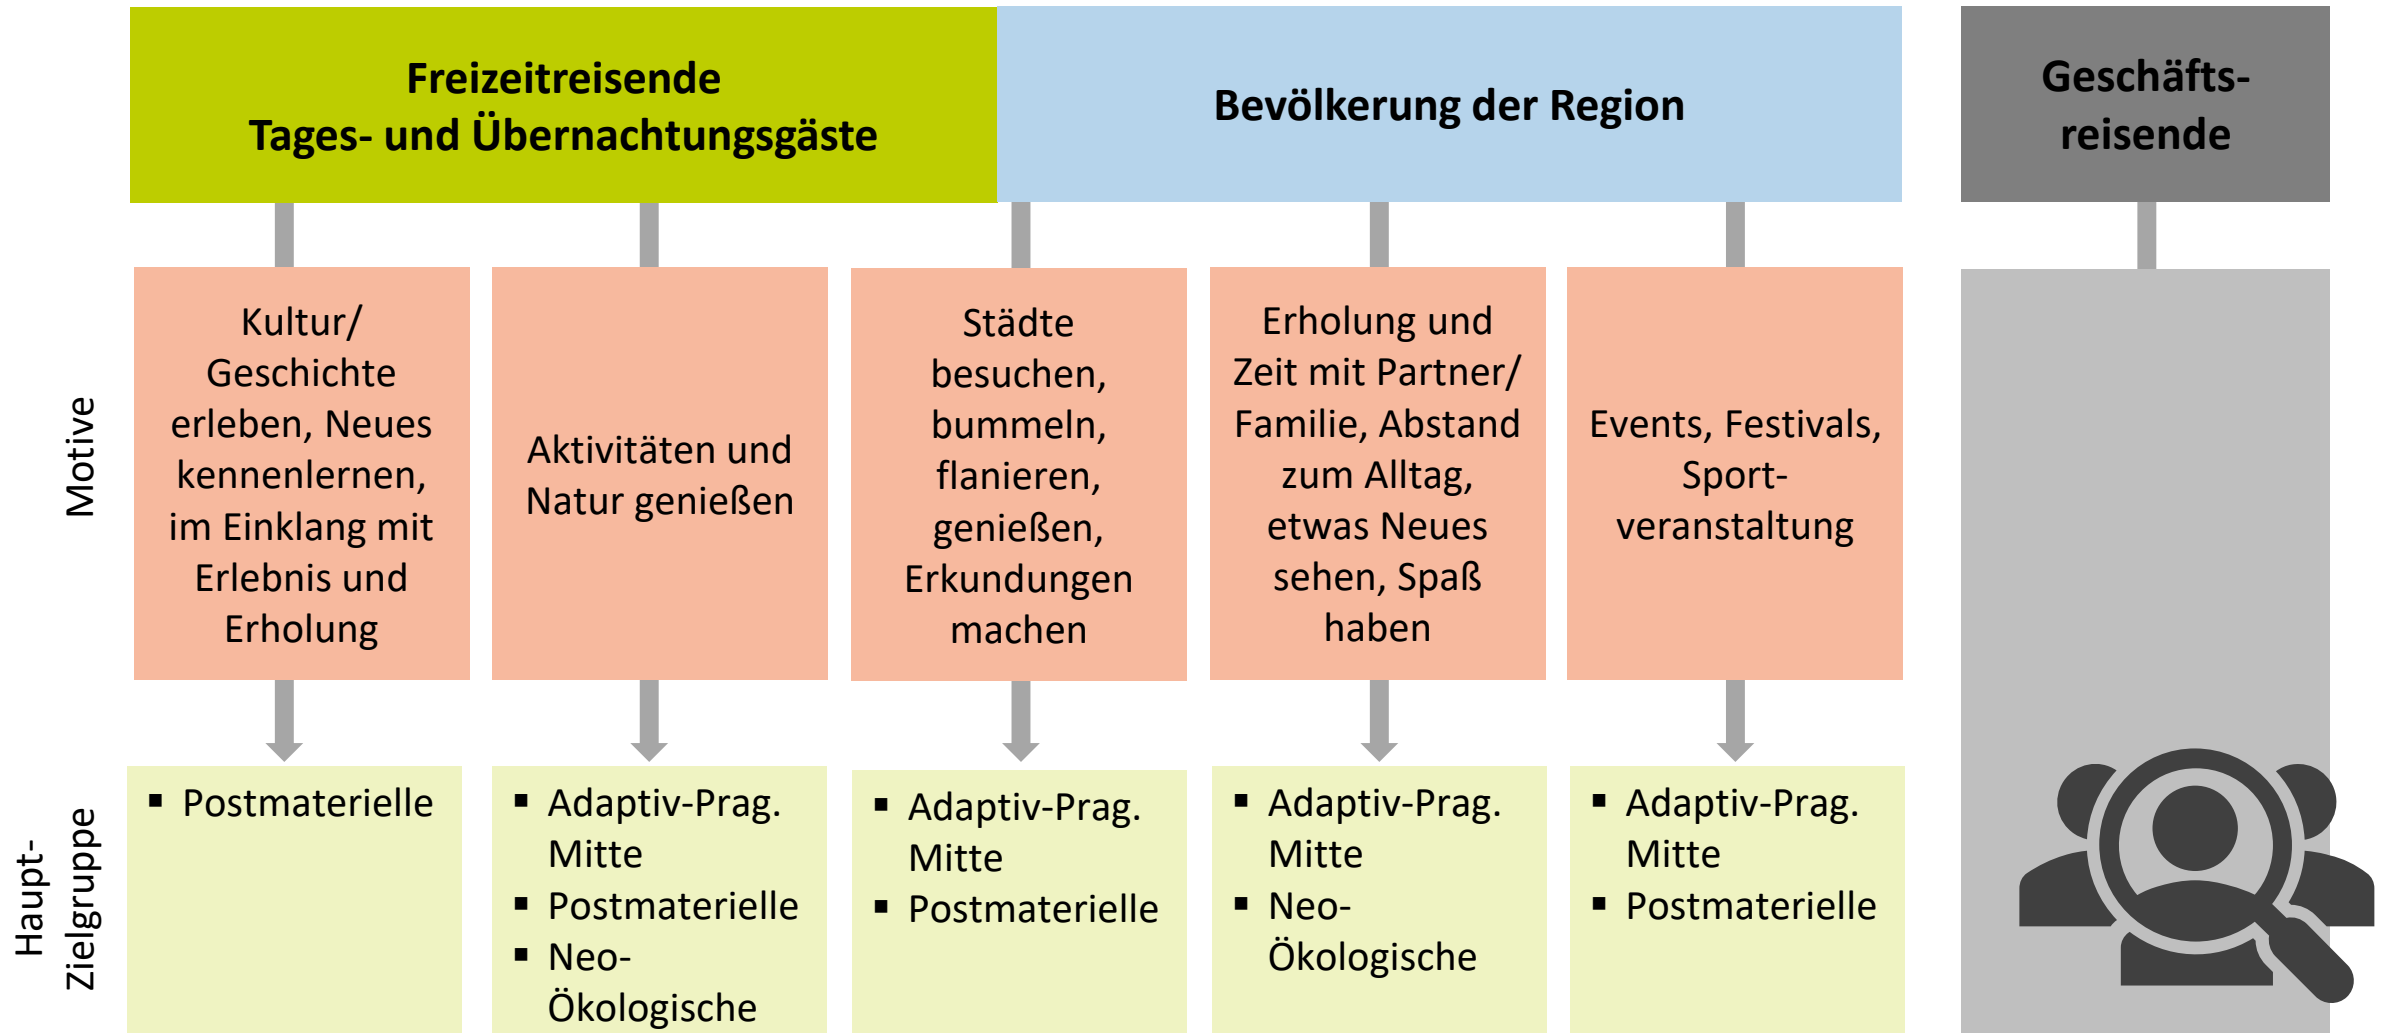 Freizeitreisende
Tages- und Übernachtungsgäste
Bevölkerung der Region
Geschäfts-
reisende
Motive
Kultur/
Geschichte
erleben, Neues
kennenlernen,
im Einklang mit
Erlebnis und
Erholung
Aktivitäten und
Natur genießen
Städte
besuchen,
bummeln,
flanieren,
genießen,
Erkundungen
machen
Erholung und
Zeit mit Partner/
Familie, Abstand
zum Alltag,
etwas Neues
sehen, Spaß
haben
Events, Festivals,
Sport-
veranstaltung
Haupt-
Zielgruppe
▪ Postmaterielle
▪ Adaptiv-Prag.
Mitte
▪ Postmaterielle
▪ Neo-
Ökologische
▪ Adaptiv-Prag.
Mitte
▪ Postmaterielle
▪ Adaptiv-Prag.
Mitte
▪ Neo-
Ökologische
▪ Adaptiv-Prag.
Mitte
▪ Postmaterielle